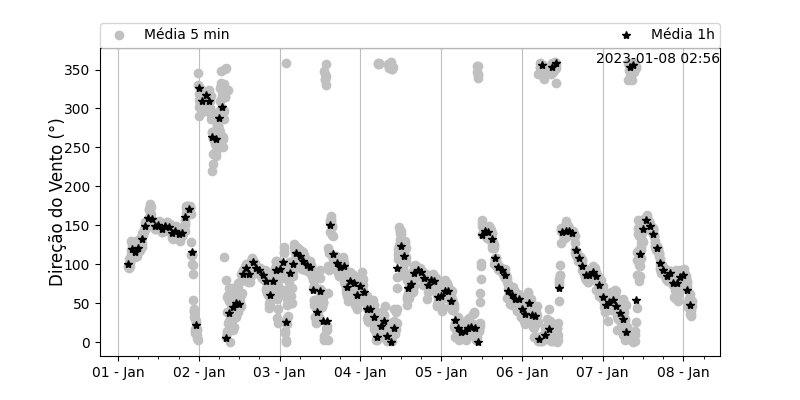 Média 5 min
Média 1h
2023-01-08 02:56
Direção do Vento (°)
350
300
250
200
150
100
50
0
01 - Jan
02 - Jan
03 - Jan
04 - Jan
05 - Jan
06 - Jan
07 - Jan
08 - Jan